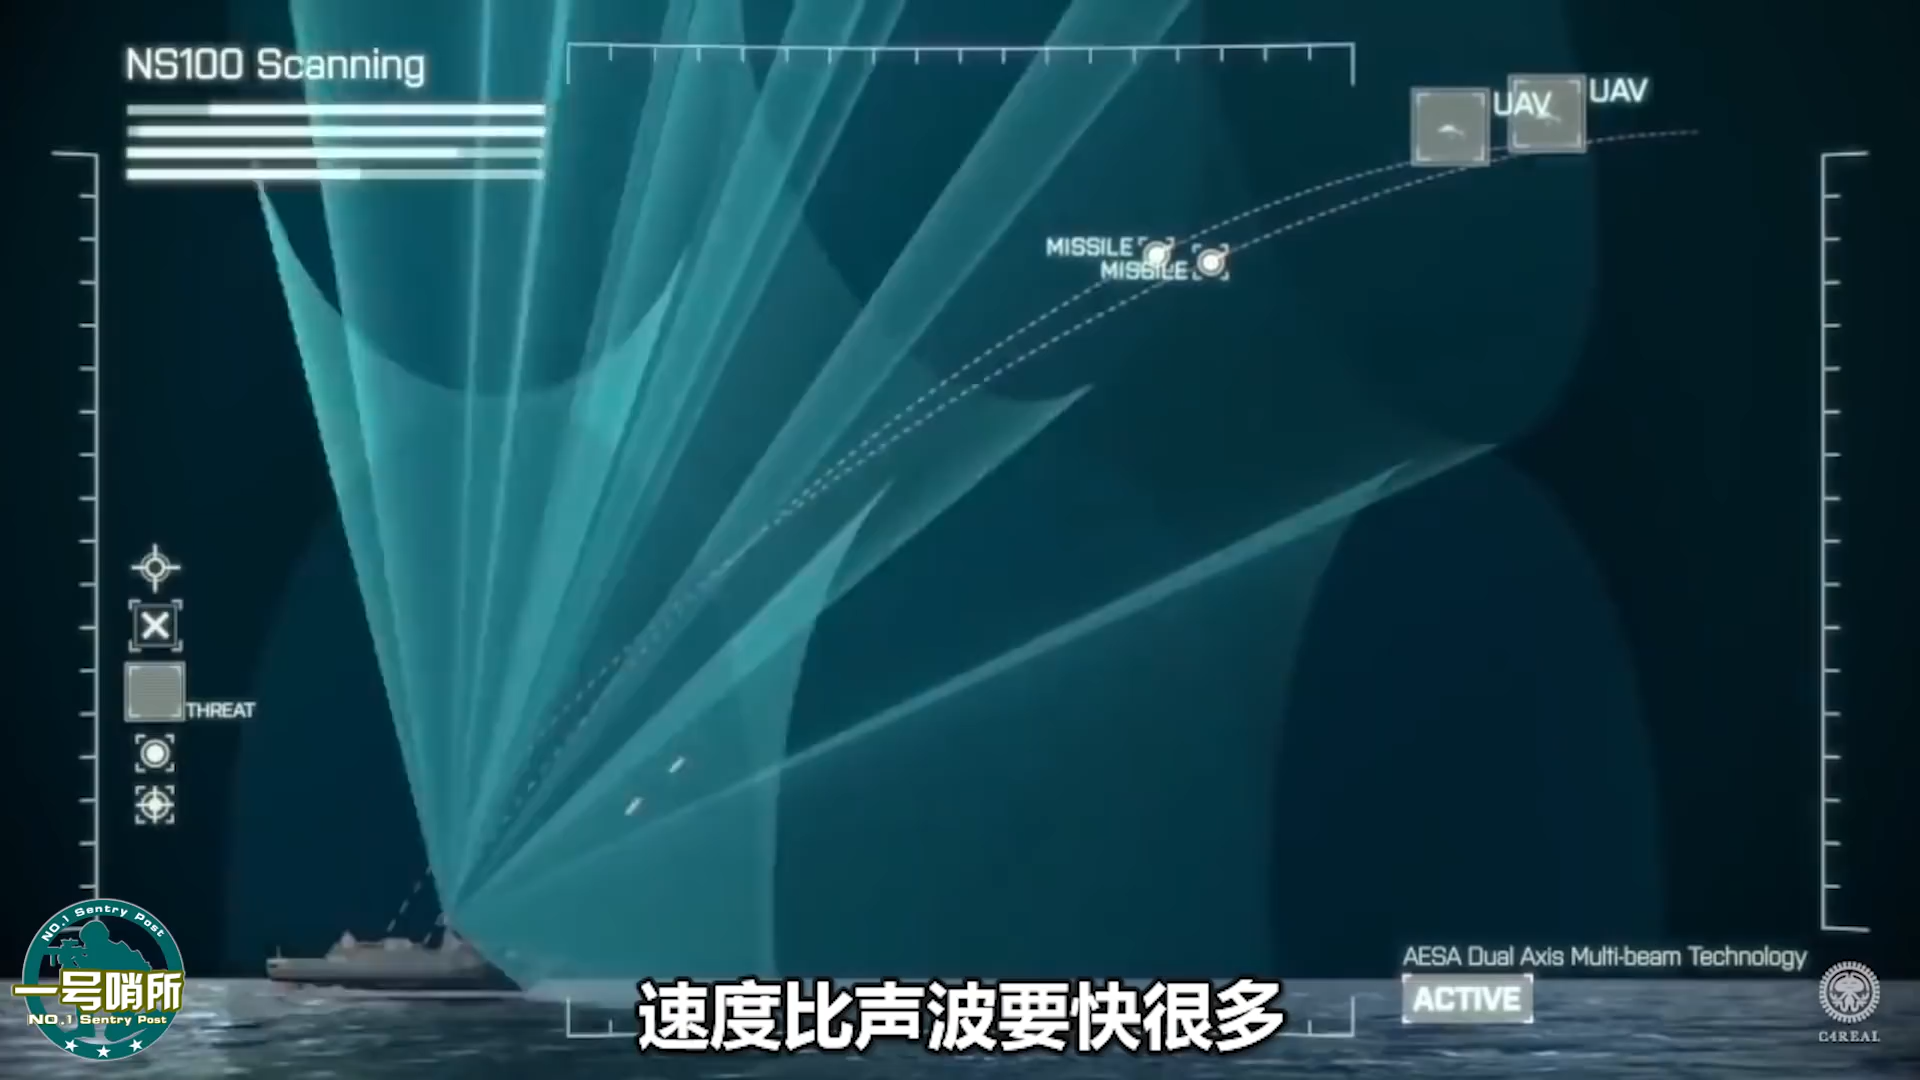 NS100 Scanning
UAV
UAV
MISSILE
MISSILE
THREAT
AESA Dual Axis Multi-beam Technology
ACTIVE
C4REAL
NO.1 Sentry Post
一号哨所
NO.1 Sentry Post
速度比声波要快很多